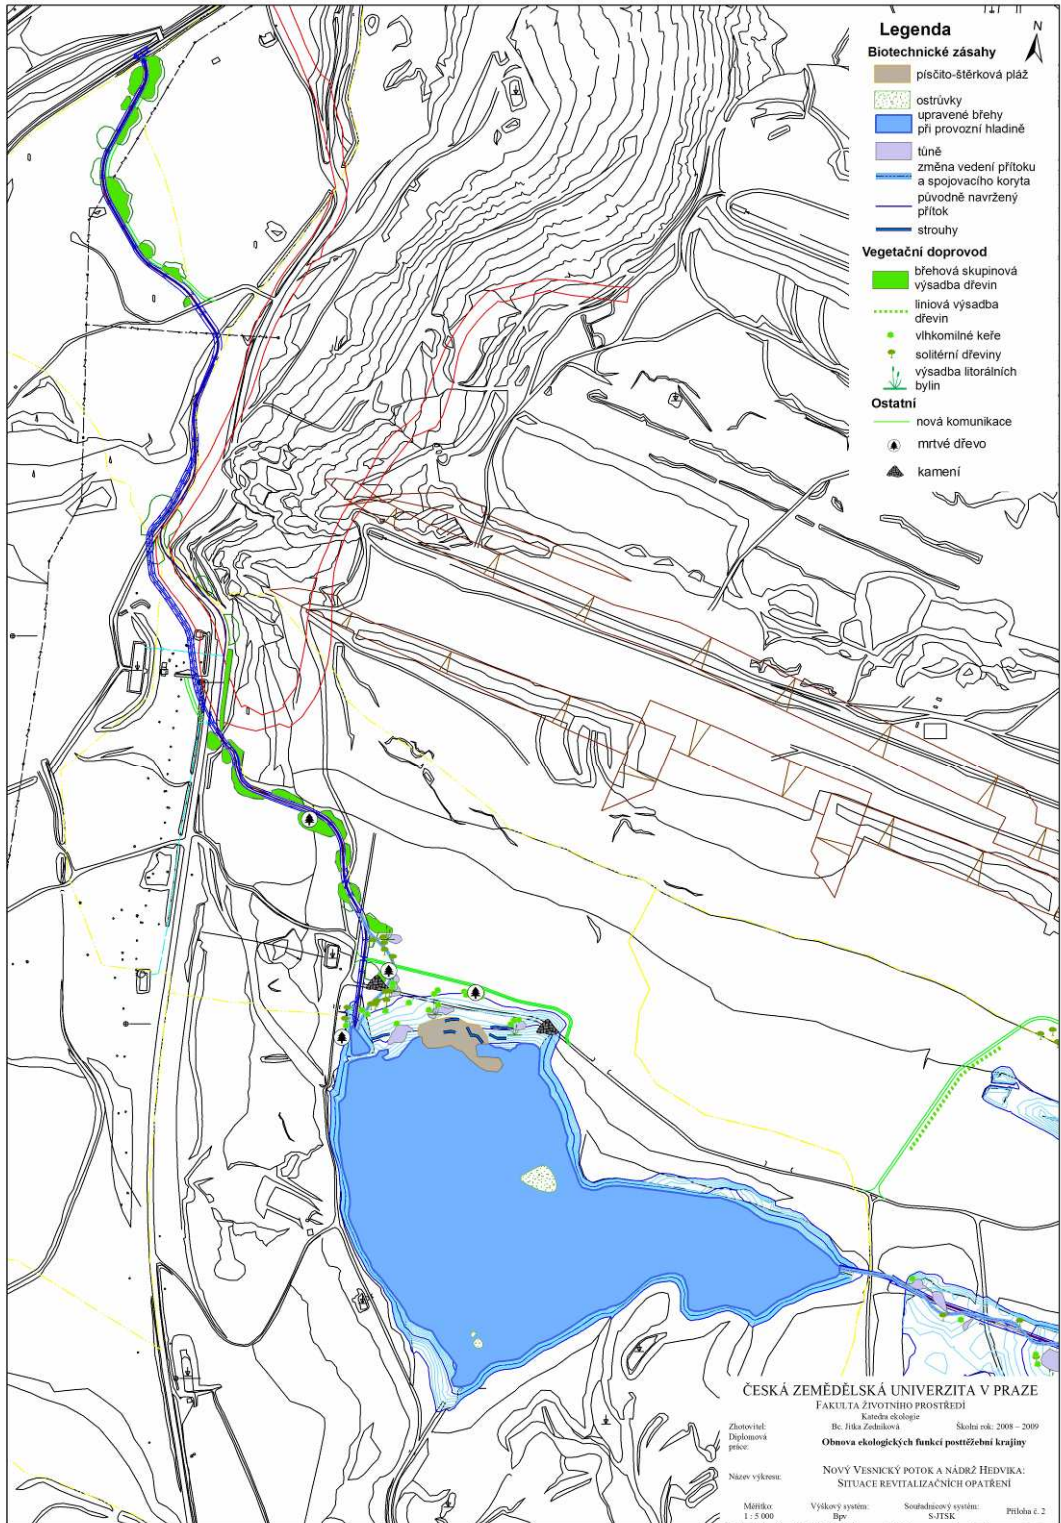 Legenda
N
Biotechnické zásahy
písčito-štěrková pláž
ostrůvky
upravené břehy
při provozní hladině
tůně
změna vedení přítoku
a spojovacího koryta
původně navržený
přítok
strouhy
Vegetační doprovod
břehová skupinová
výsadba dřevin
liniová výsadba
dřevin
vlhkomilné keře
solitérní dřeviny
výsadba litorálních
bylin
Ostatní
nová komunikace
mrtvé dřevo
kamení
ČESKÁ ZEMĚDĚLSKÁ UNIVERZITA V PRAZE
FAKULTA ŽIVOTNÍHO PROSTŘEDÍ
Katedra ekologie
Zhotovitel: Bc. Jitka Zedníková Školní rok: 2008 – 2009
Diplomová
práce: Obnova ekologických funkcí posttěžební krajiny
Název výkresu: NOVÝ VESNICKÝ POTOK A NÁDRŽ HEDVIKA:
SITUACE REVITALIZAČNÍCH OPATŘENÍ
Měřítko: Výškový systém: Souřadnicový systém: Příloha č. 2
1 : 5 000 Bpv S-JTSK